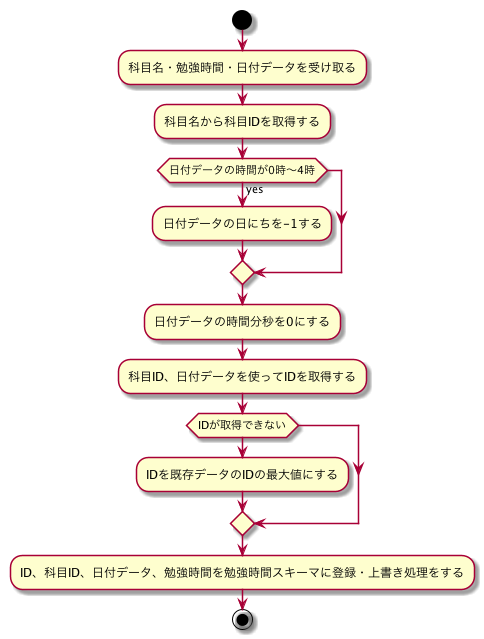 科目名・勉強時間・日付データを受け取る
科目名から科目IDを取得する
日付データの時間が0時〜4時
yes
日付データの日にちを-1する
日付データの時間分秒を0にする
科目ID、日付データを使ってIDを取得する
IDが取得できない
IDを既存データのIDの最大値にする
ID、科目ID、日付データ、勉強時間を勉強時間スキーマに登録・上書き処理をする